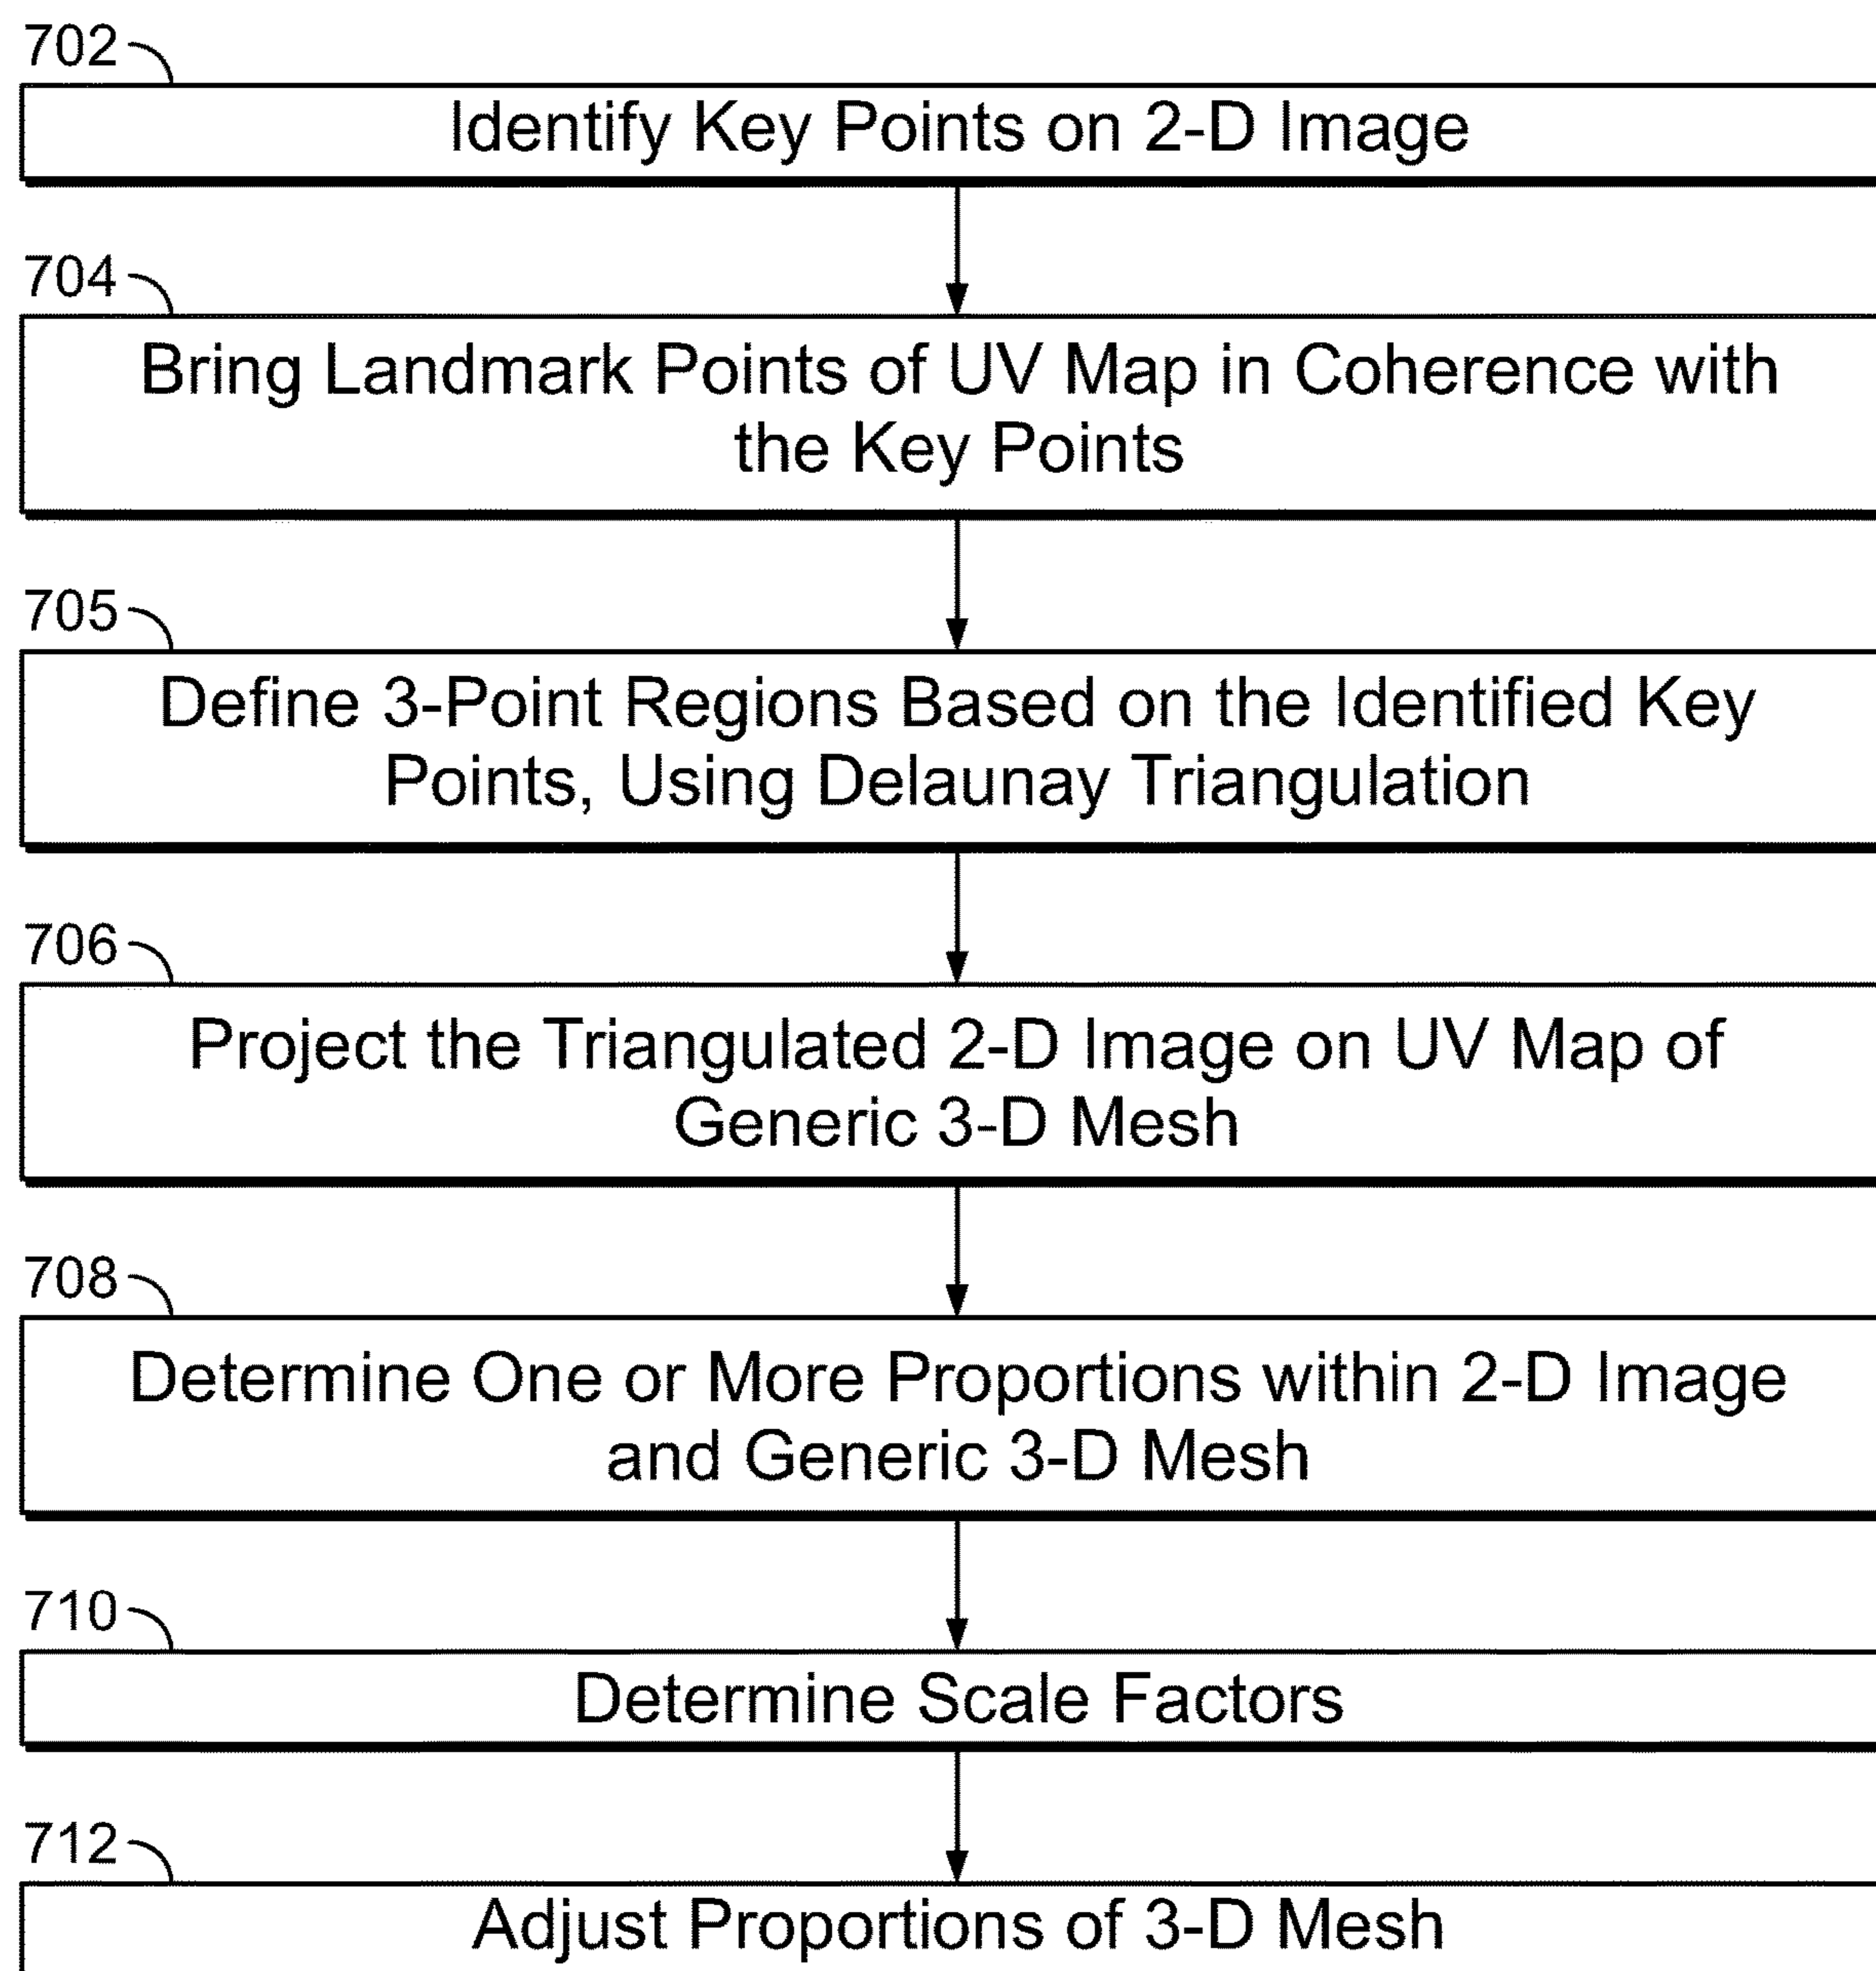 702
Identify Key Points on 2-D Image
704
Bring Landmark Points of UV Map in Coherence with
the Key Points
705
Define 3-Point Regions Based on the Identified Key
Points, Using Delaunay Triangulation
706
Project the Triangulated 2-D Image on UV Map of
Generic 3-D Mesh
708
Determine One or More Proportions within 2-D Image
and Generic 3-D Mesh
710
Determine Scale Factors
712
Adjust Proportions of 3-D Mesh